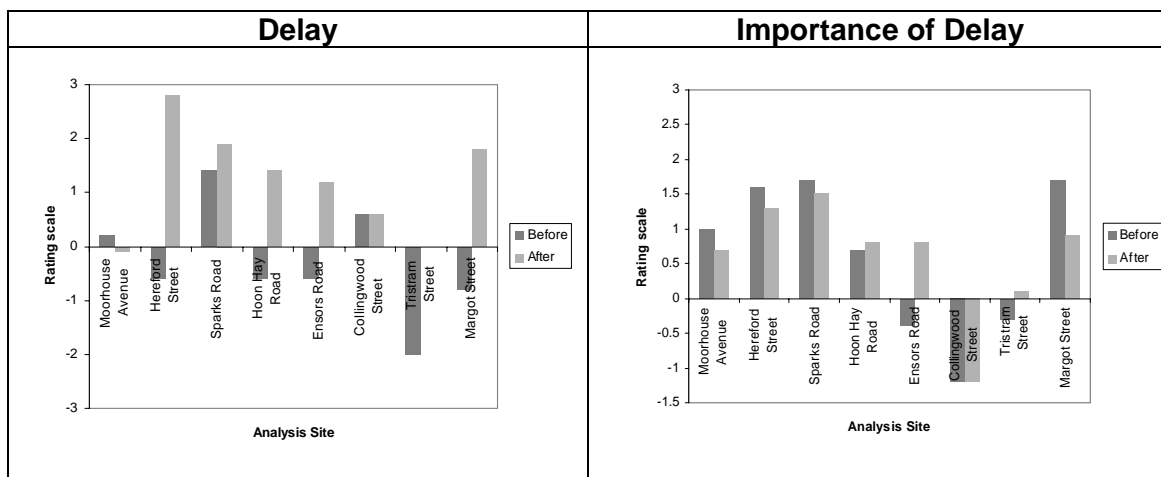 Delay
Importance of Delay
3
2
1
0
-1
-2
-3
Rating scale
Moorhouse
Avenue
Hereford
Street
Sparks Road
Hoon Hay
Road
Ensors Road
Collingwood
Street
Tristram
Street
Margot Street
Analysis Site
Before
After
3
2.5
2
1.5
1
0.5
0
-0.5
-1
-1.5
Rating scale
Moorhouse
Avenue
Hereford
Street
Sparks Road
Hoon Hay
Road
Ensors Road
Collingwood
Street
Tristram
Street
Margot Street
Analysis Site
Before
After